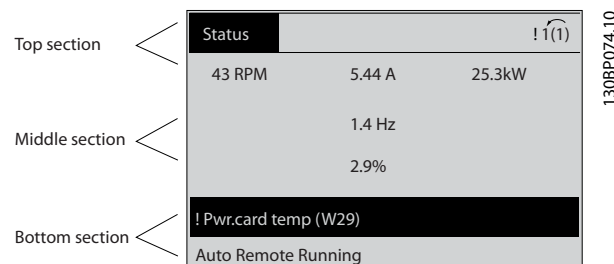 Top section
Status
! 1(1)
43 RPM 5.44 A 25.3kW
Middle section
1.4 Hz
2.9%
Bottom section
! Pwr.card temp (W29)
Auto Remote Running
130BP074.10